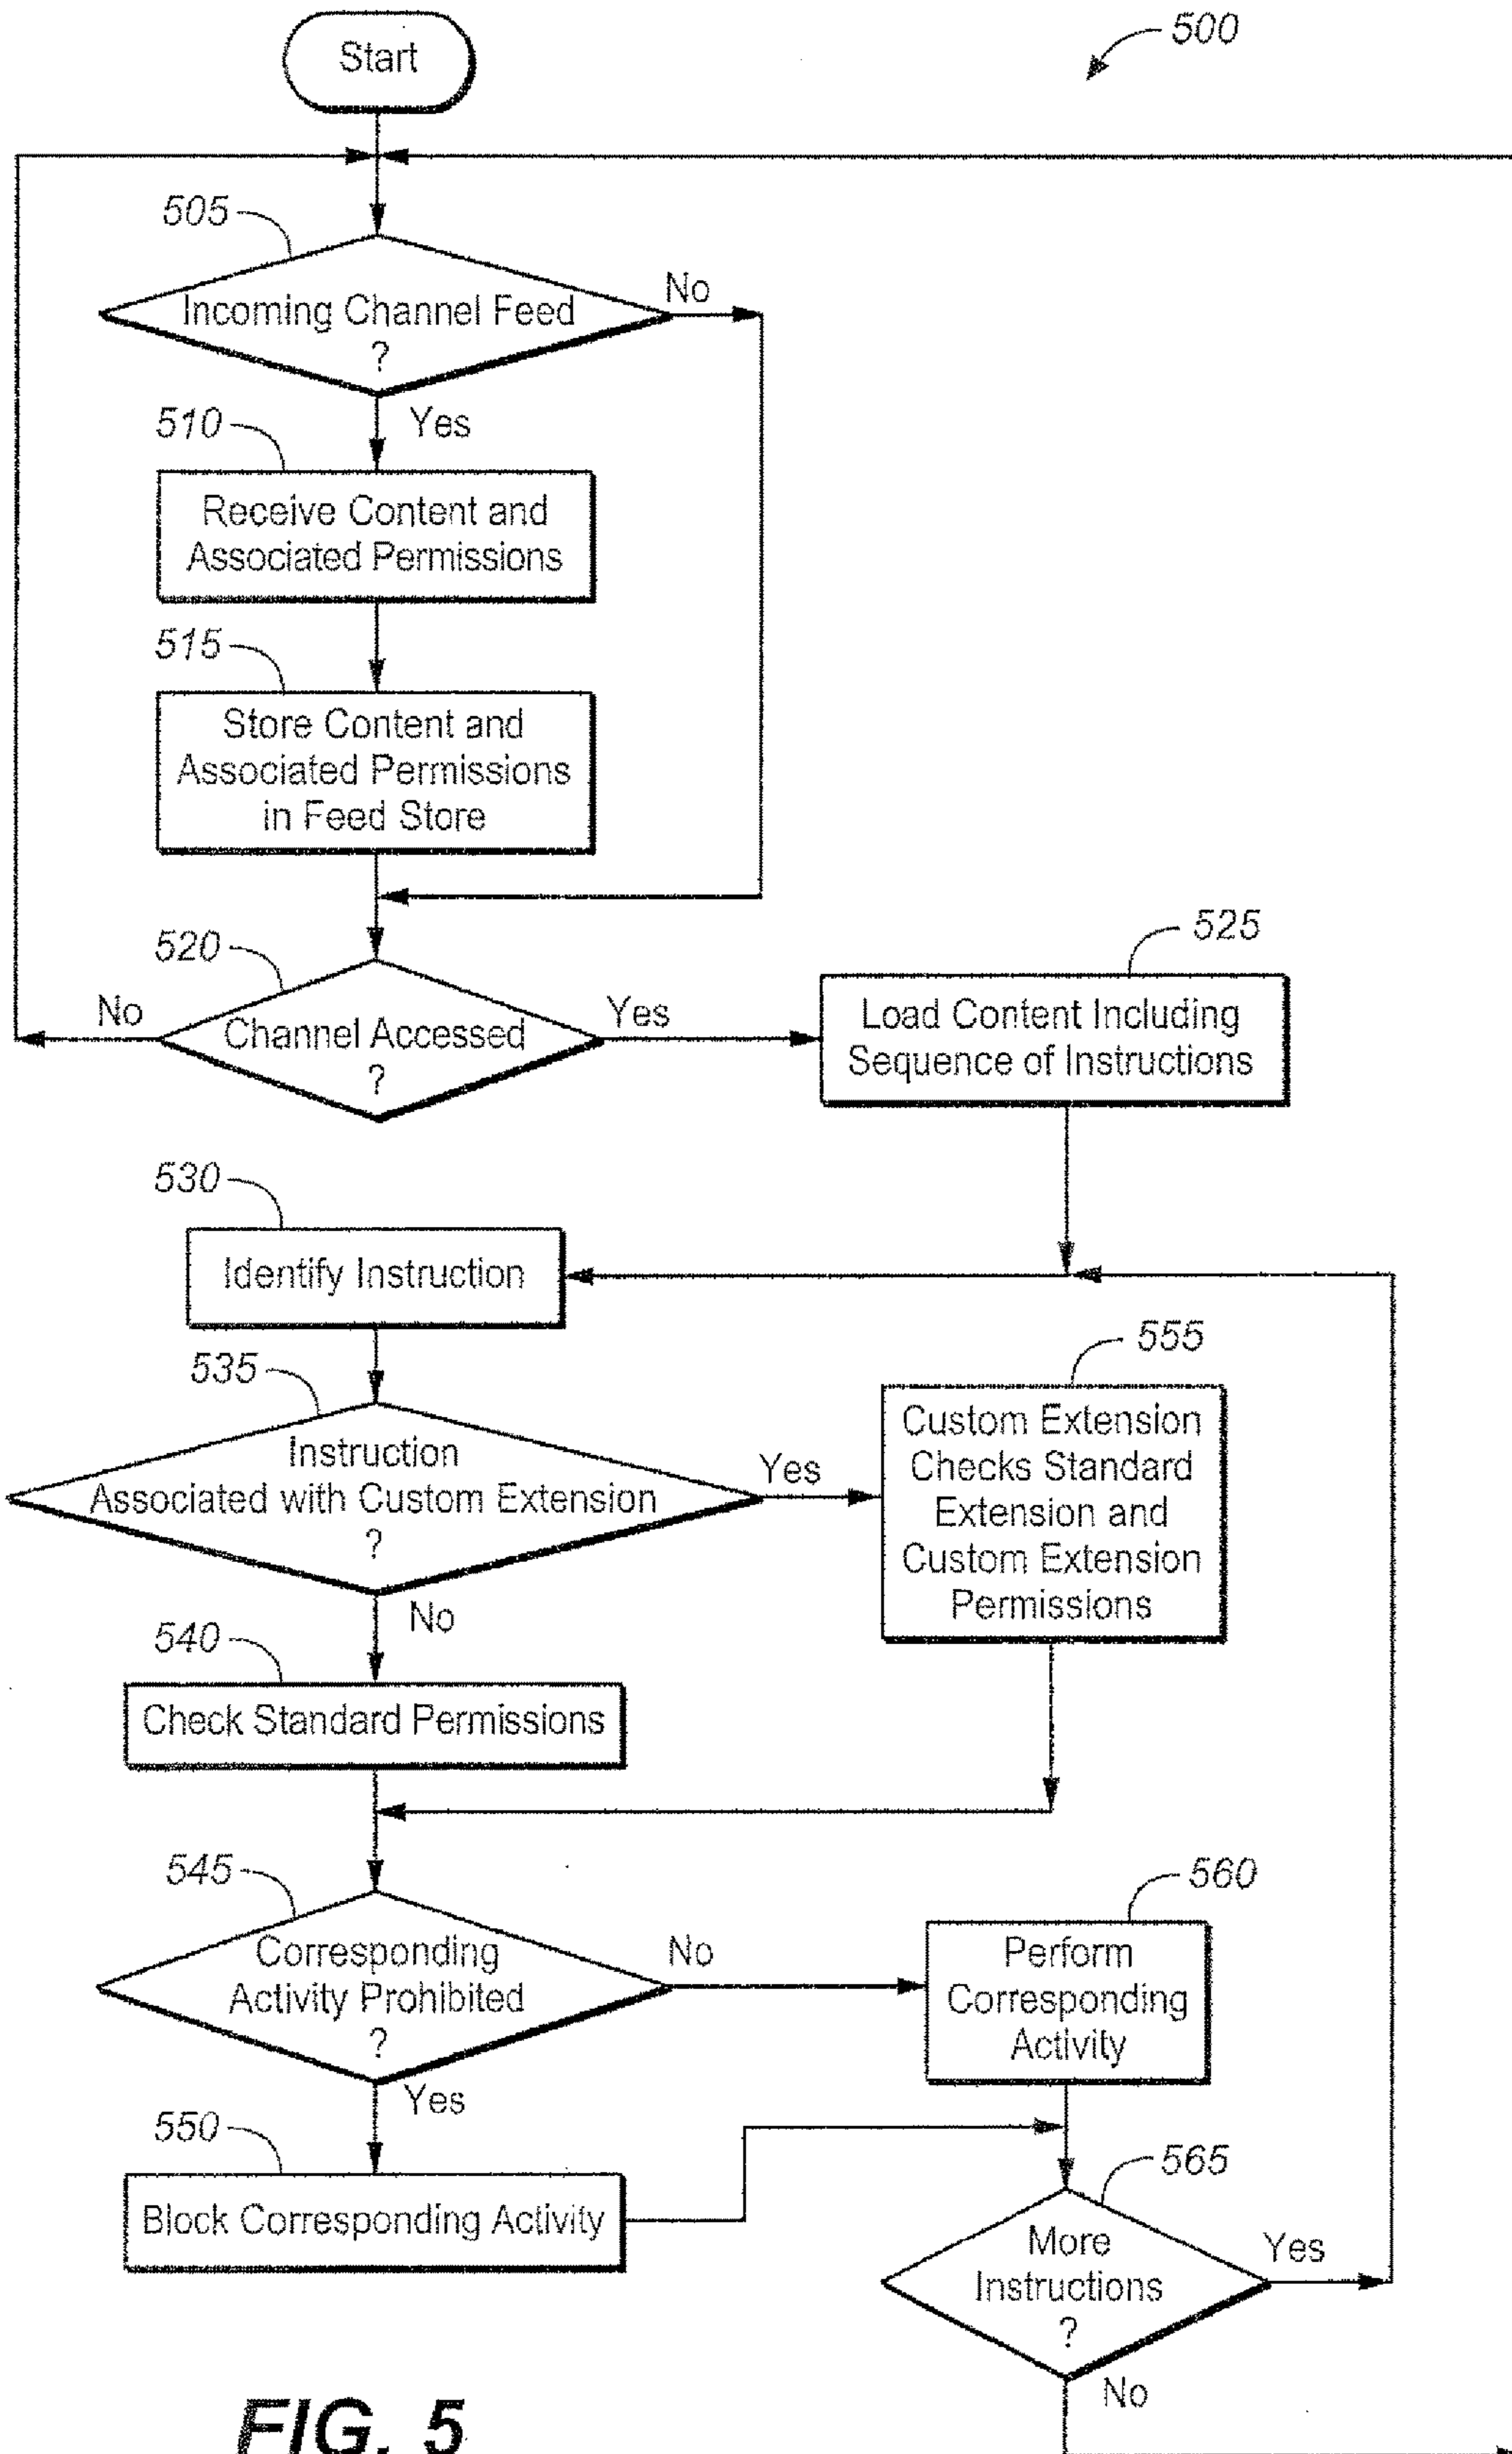 Start
500
505
Incoming Channel Feed
?
No
Yes
510
Receive Content and
Associated Permissions
515
Store Content and
Associated Permissions
in Feed Store
520
No
Channel Accessed
?
Yes
525
Load Content Including
Sequence of Instructions
530
Identify Instruction
535
Instruction
Associated with Custom Extension
?
Yes
No
555
Custom Extension
Checks Standard
Extension and
Custom Extension
Permissions
540
Check Standard Permissions
545
Corresponding
Activity Prohibited
?
No
Yes
560
Perform
Corresponding
Activity
550
Block Corresponding Activity
565
More
Instructions
?
Yes
No
FIG. 5